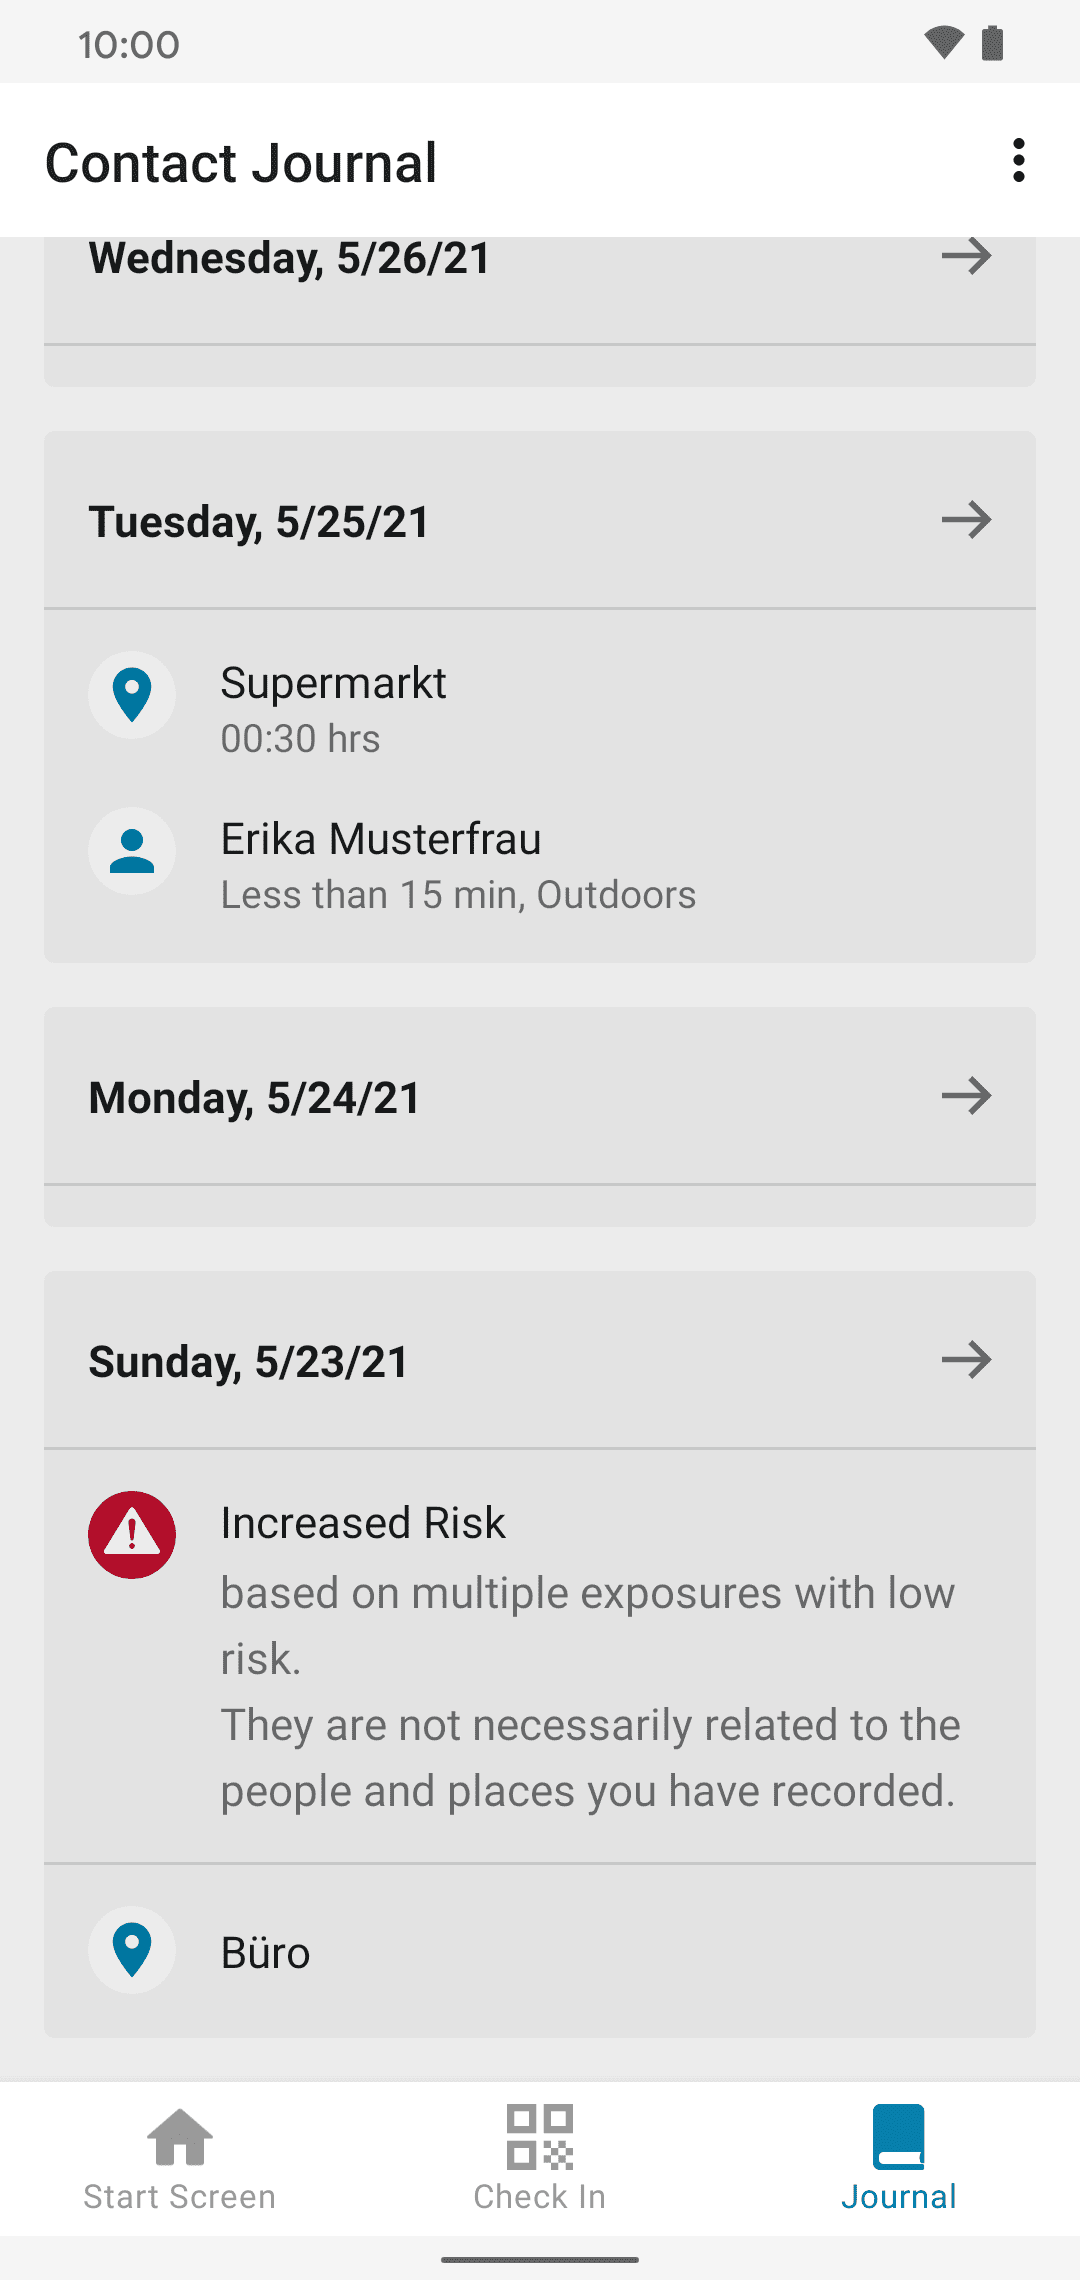 10:00
Contact Journal
Wednesday, 5/26/21
Tuesday, 5/25/21
Supermarkt
00:30 hrs
Erika Musterfrau
Less than 15 min, Outdoors
Monday, 5/24/21
Sunday, 5/23/21
Increased Risk
based on multiple exposures with low
risk.
They are not necessarily related to the
people and places you have recorded.
Büro
Start Screen
Check In
Journal